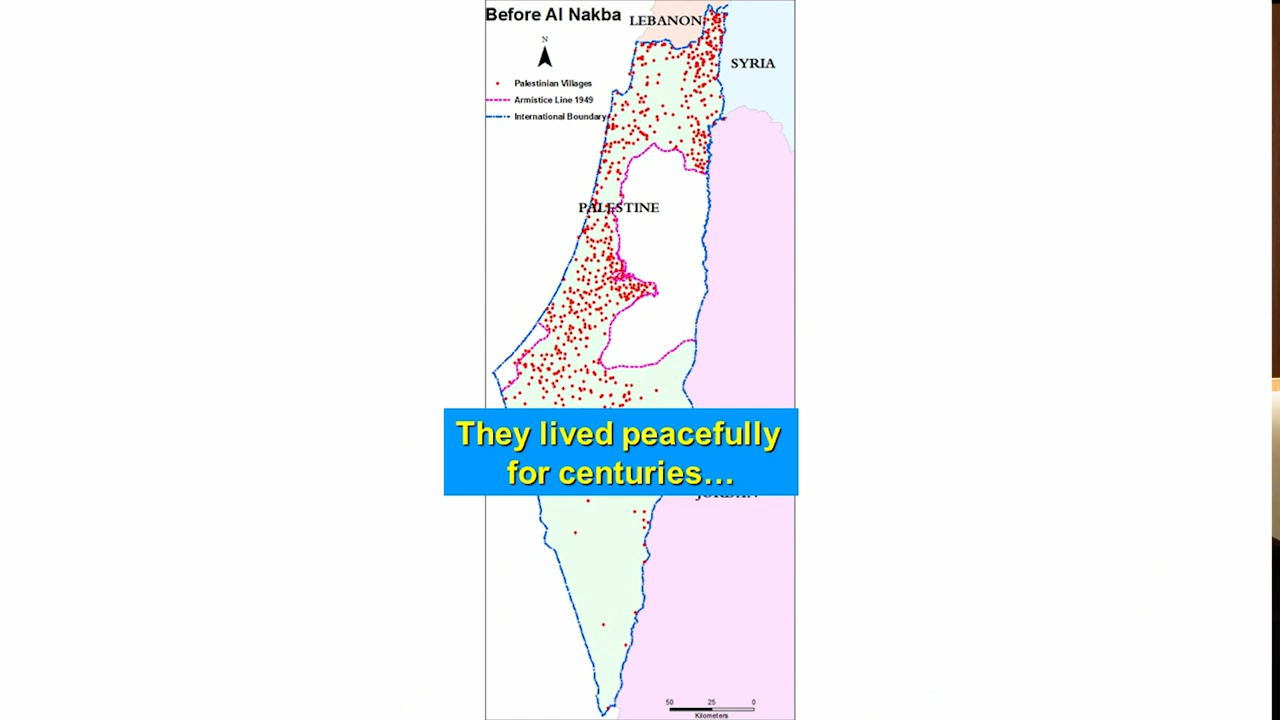 Before Al Nakba
LEBANON
N
SYRIA
Palestinian Villages
Armistice Line 1949
International Boundary
PALESTINE
They lived peacefully
for centuries…
JORDAN
50 25 0
Kilometers